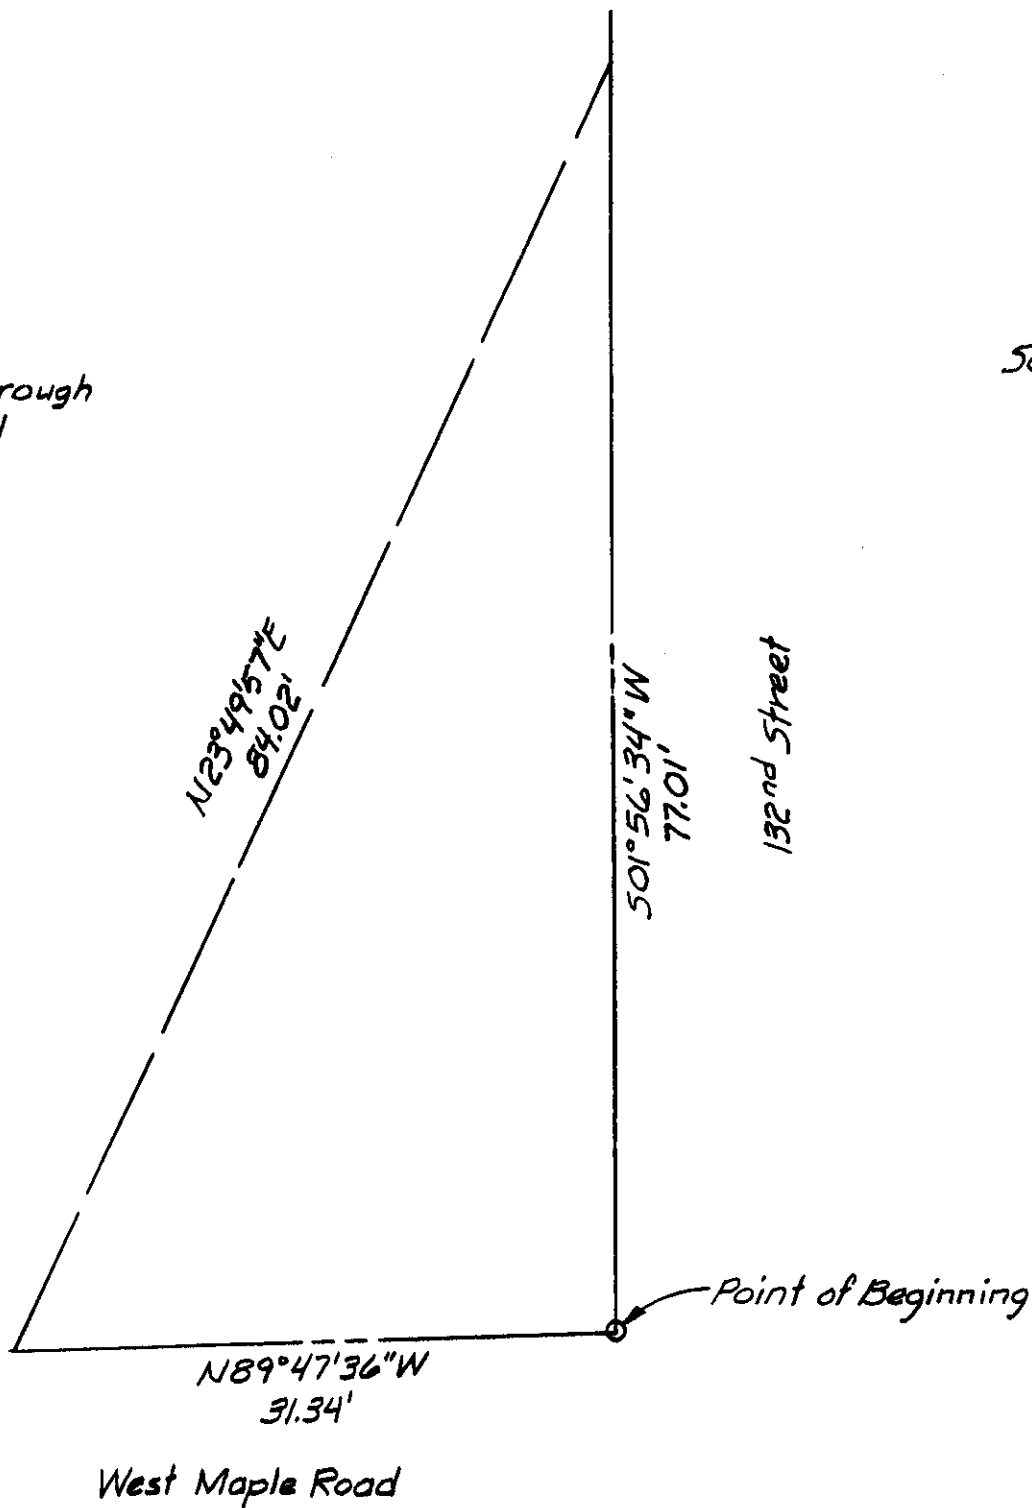 N23°49'57"E
84.02'
S01°56'34"W
77.01'
132nd Street
Point of Beginning
N89°47'36"W
31.34'
West Maple Road